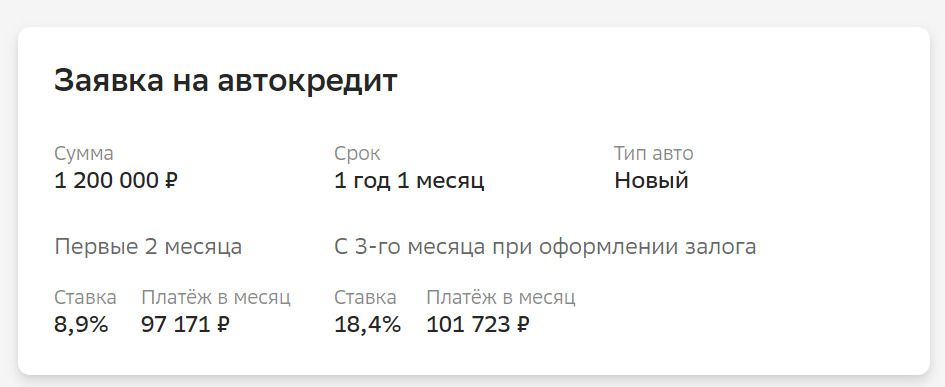 Заявка на автокредит
Сумма Срок Тип авто
1 200 000 ₽ 1 год 1 месяц Новый
Первые 2 месяца С 3-го месяца при оформлении залога
Ставка Платёж в месяц Ставка Платёж в месяц
8,9% 97 171 ₽ 18,4% 101 723 ₽